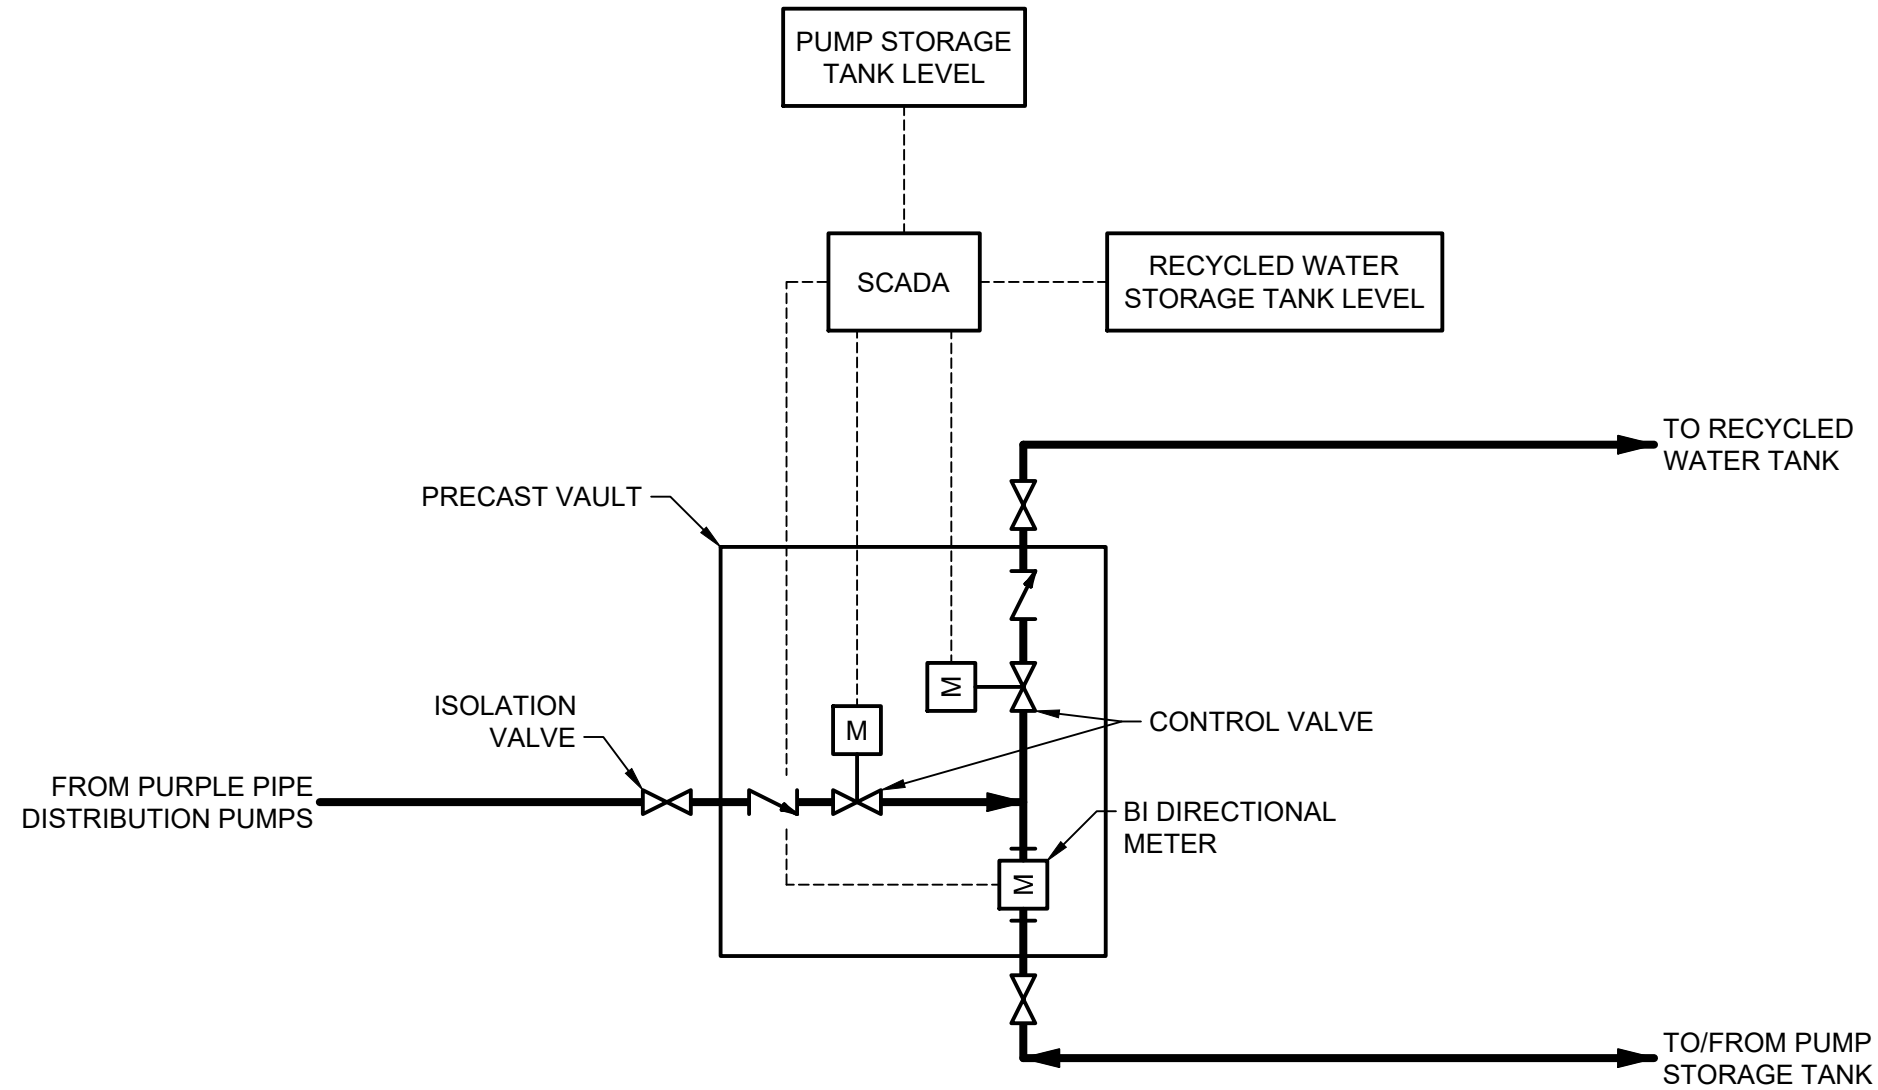 PUMP STORAGE
TANK LEVEL
SCADA
RECYCLED WATER
STORAGE TANK LEVEL
TO RECYCLED
WATER TANK
PRECAST VAULT
M
ISOLATION
VALVE
M
CONTROL VALVE
FROM PURPLE PIPE
DISTRIBUTION PUMPS
BI DIRECTIONAL
METER
M
TO/FROM PUMP
STORAGE TANK